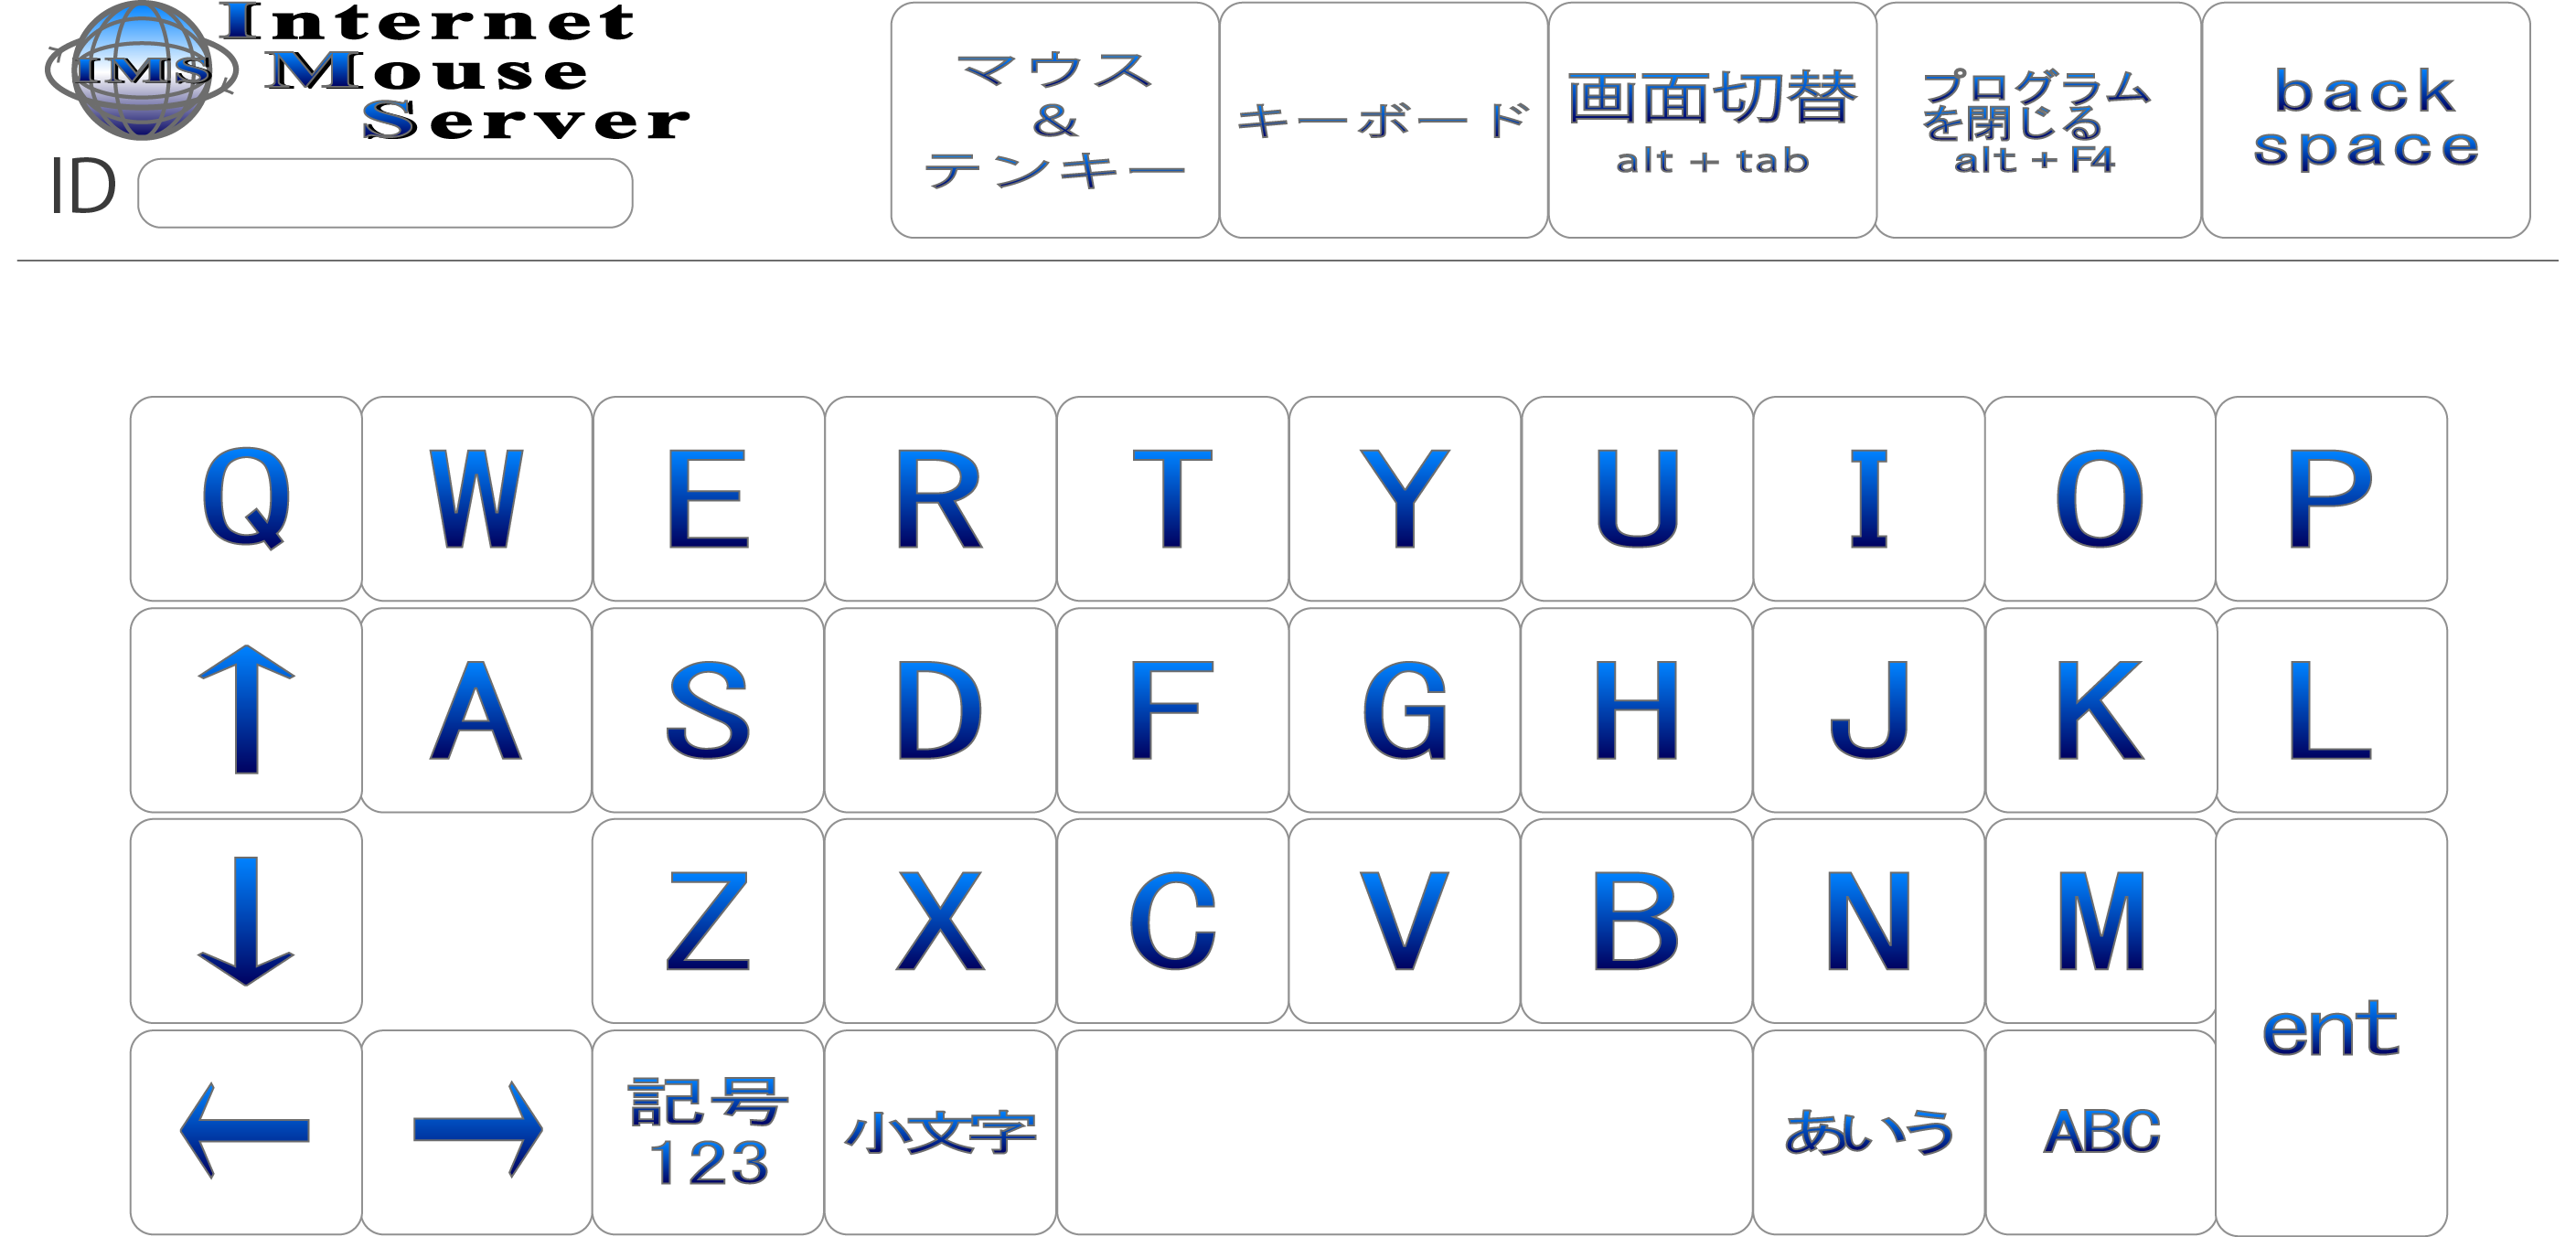 IMS
Internet
Mouse
Server
ID
マウス
&
テンキー
キーボード
画面切替
alt + tab
プログラム
を閉じる
alt + F4
back
space
Q W E R T Y U I O P
↑ A S D F G H J K L
↓ Z X C V B N M
ent
← →
記号
123
小文字
あいう
ABC